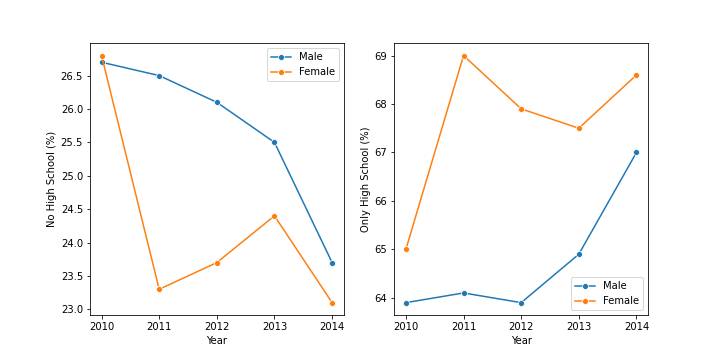 No High School (%)
26.5
26.0
25.5
25.0
24.5
24.0
23.5
23.0
2010 2011 2012 2013 2014
Year
Male
Female
Only High School (%)
69
68
67
66
65
64
2010 2011 2012 2013 2014
Year
Male
Female